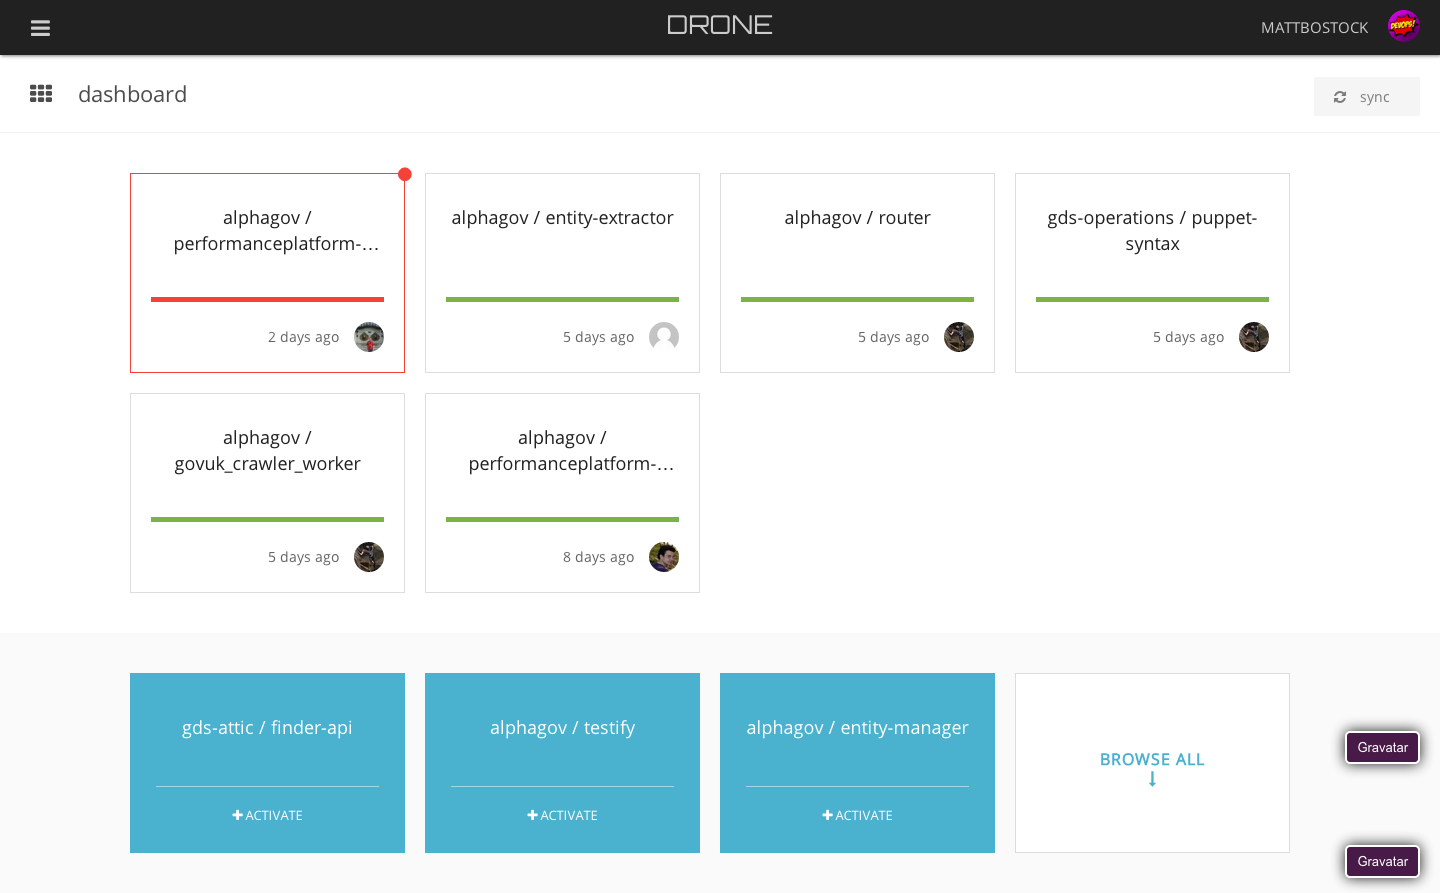 DRONE
MATTBOSTOCK
DEVOPS!
dashboard
sync
alphagov /
performanceplatform-...
2 days ago
alphagov / entity-extractor
5 days ago
alphagov / router
5 days ago
gds-operations / puppet-
syntax
5 days ago
alphagov /
govuk_crawler_worker
5 days ago
alphagov /
performanceplatform-...
8 days ago
gds-attic / finder-api
ACTIVATE
alphagov / testify
ACTIVATE
alphagov / entity-manager
ACTIVATE
BROWSE ALL
Gravatar
Gravatar